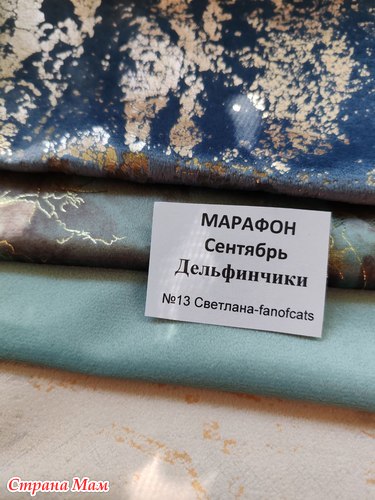 МАРАФОН
Сентябрь
Дельфинчики
№13 Светлана-fanofcats
Страна Мам